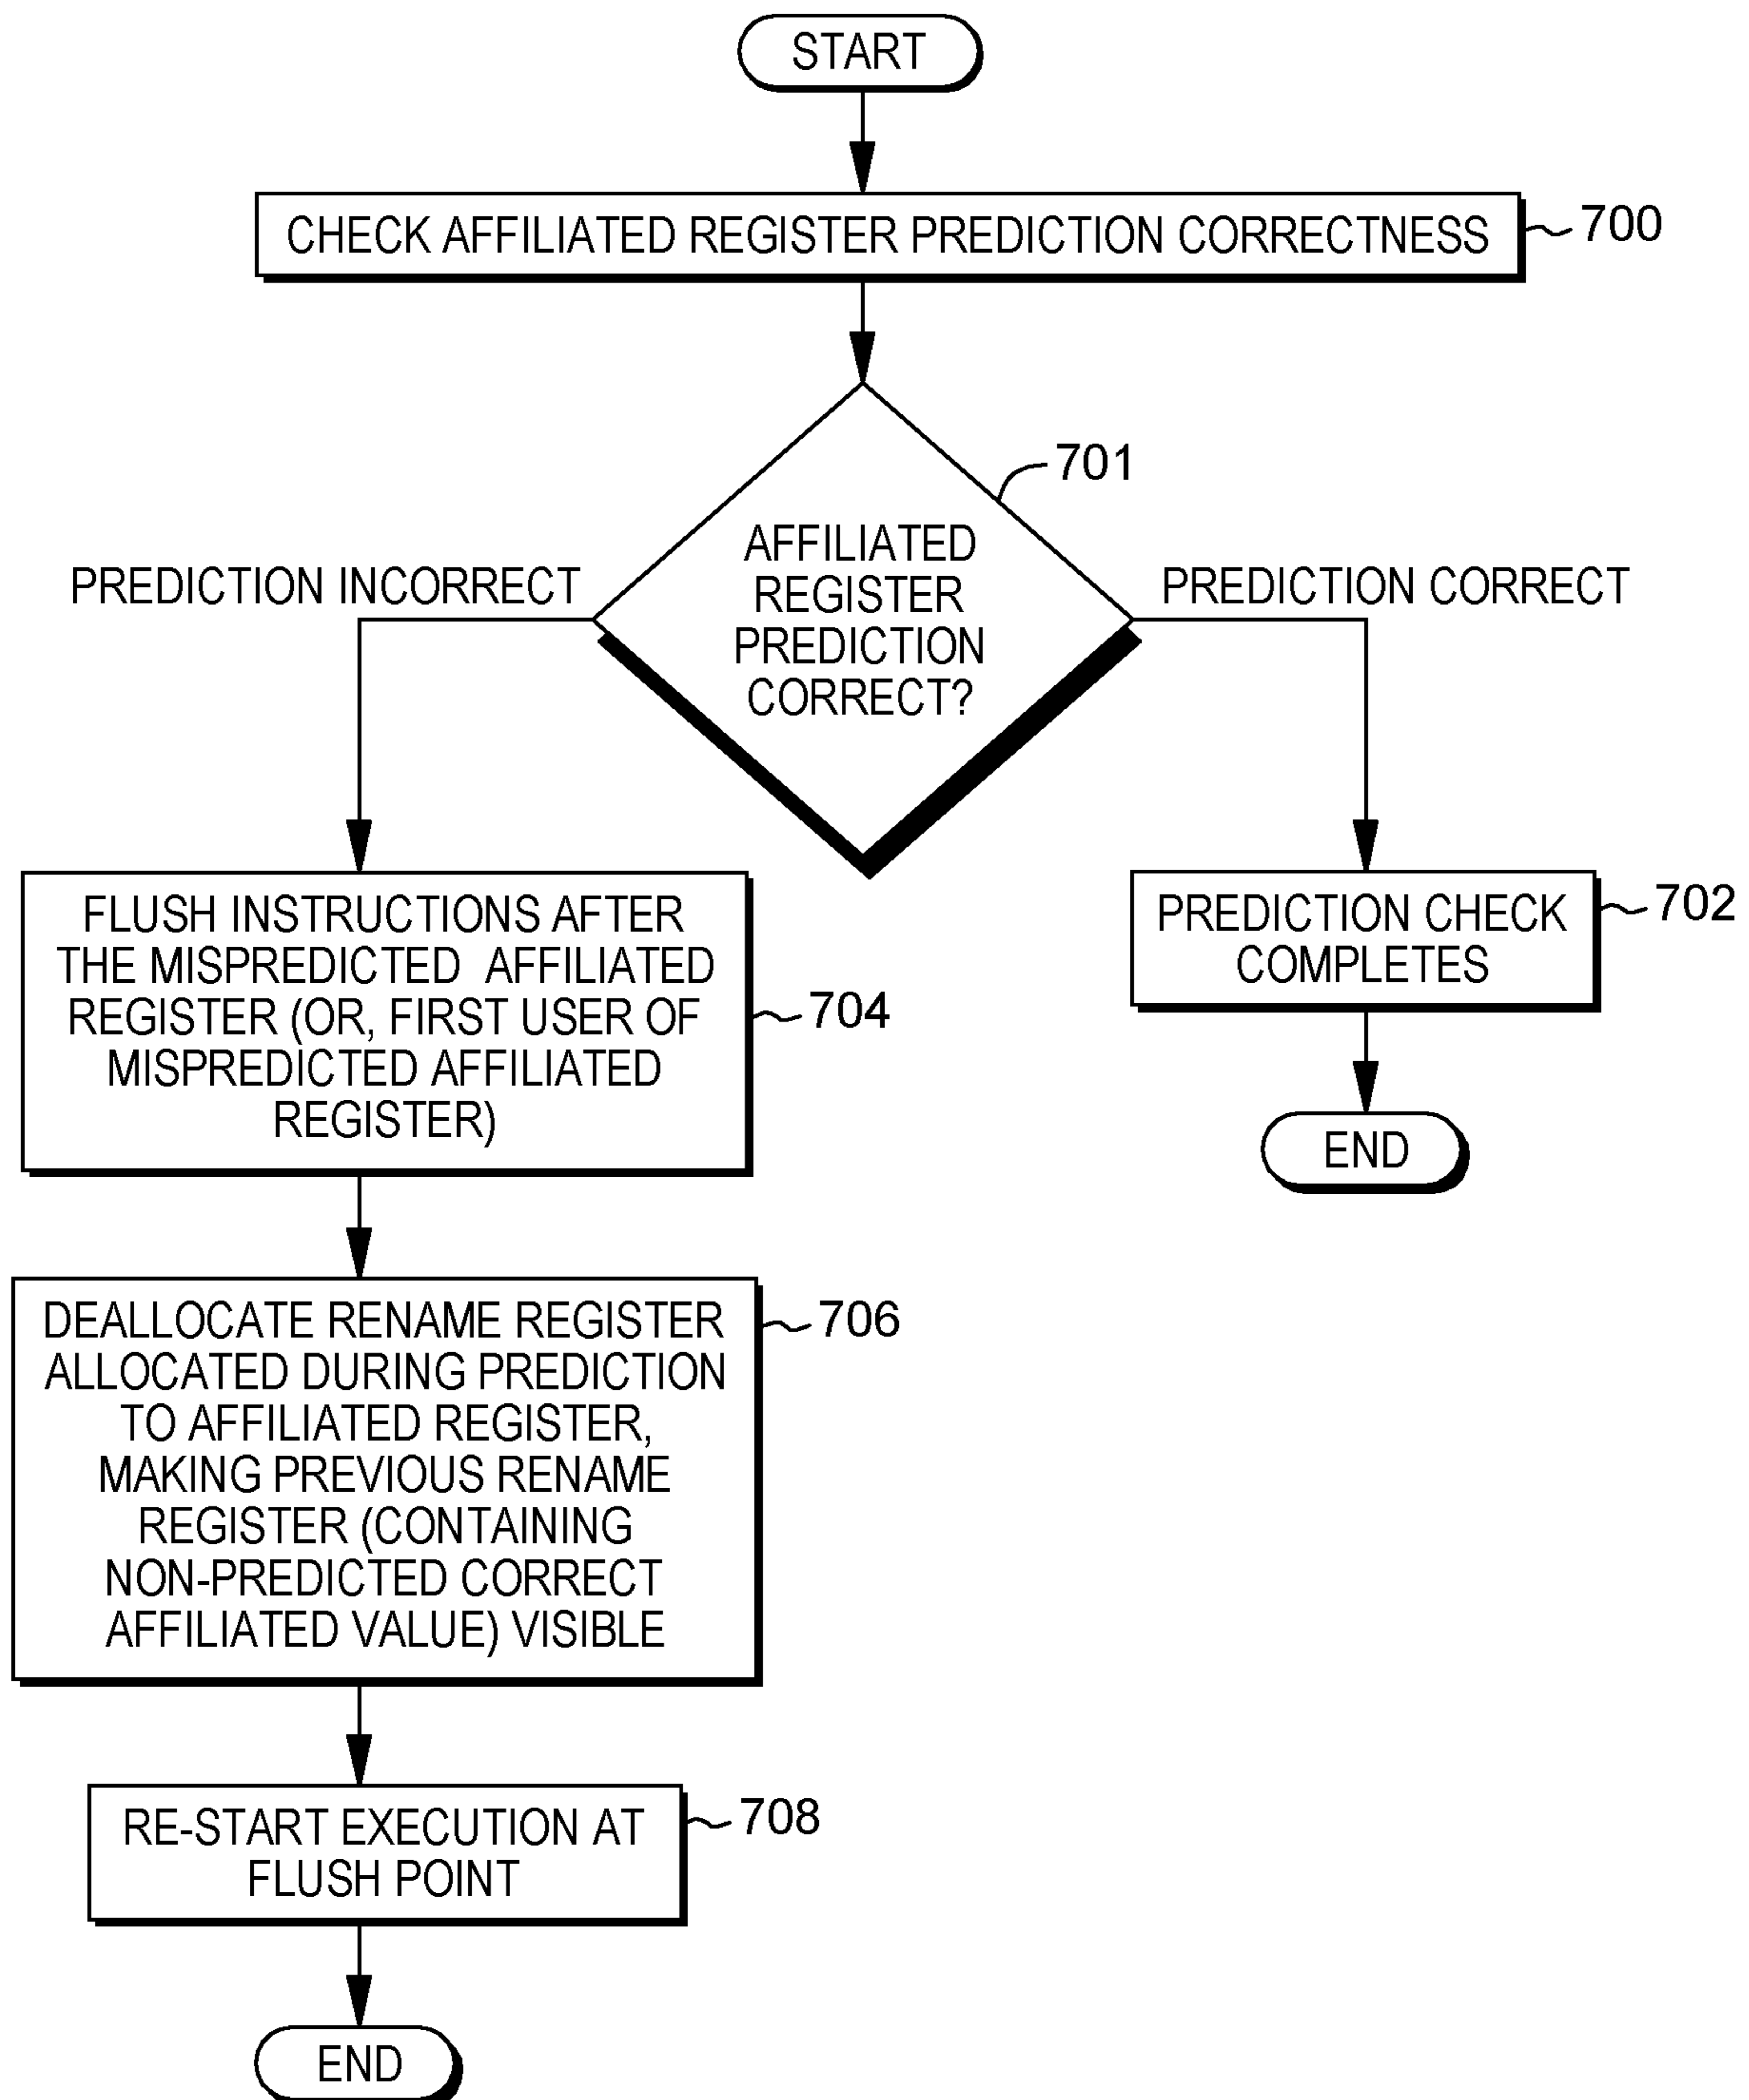 START
CHECK AFFILIATED REGISTER PREDICTION CORRECTNESS
700
701
AFFILIATED
REGISTER
PREDICTION
CORRECT?
PREDICTION INCORRECT
PREDICTION CORRECT
FLUSH INSTRUCTIONS AFTER
THE MISPREDICTED AFFILIATED
REGISTER (OR, FIRST USER OF
MISPREDICTED AFFILIATED
REGISTER)
704
PREDICTION CHECK
COMPLETES
702
END
DEALLOCATE RENAME REGISTER
ALLOCATED DURING PREDICTION
TO AFFILIATED REGISTER,
MAKING PREVIOUS RENAME
REGISTER (CONTAINING
NON-PREDICTED CORRECT
AFFILIATED VALUE) VISIBLE
706
RE-START EXECUTION AT
FLUSH POINT
708
END